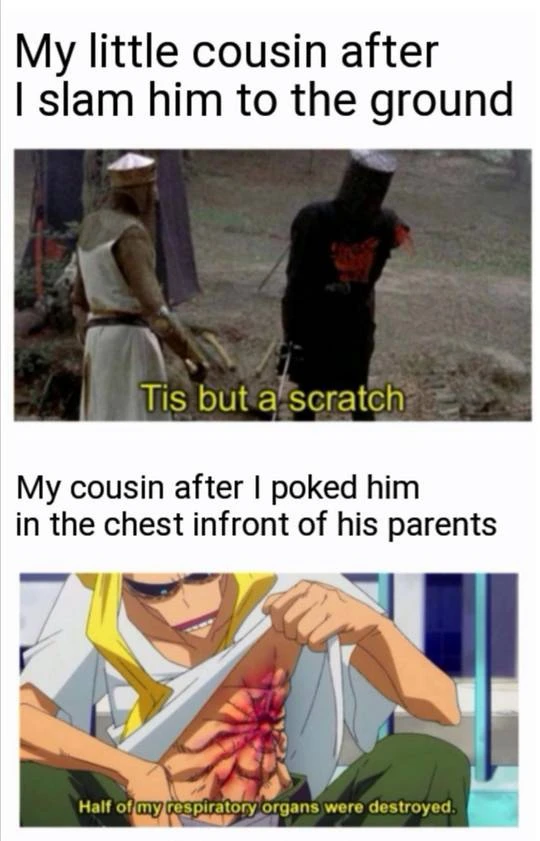 My little cousin after
I slam him to the ground
Tis but a scratch
My cousin after I poked him
in the chest infront of his parents
Half of my respiratory organs were destroyed.